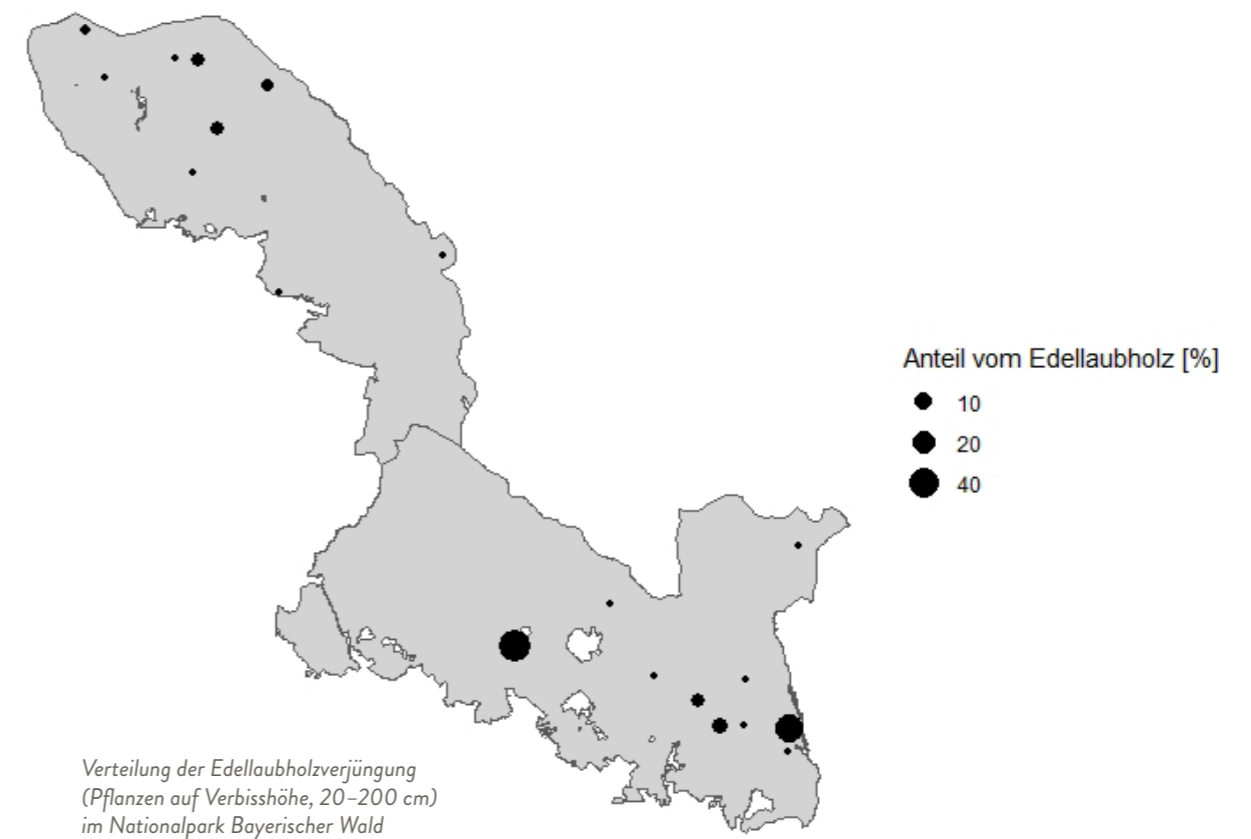 Anteil vom Edellaubholz [%]
10
20
40
Verteilung der Edellaubholzverjüngung
(Pflanzen auf Verbisshöhe, 20–200 cm)
im Nationalpark Bayerischer Wald